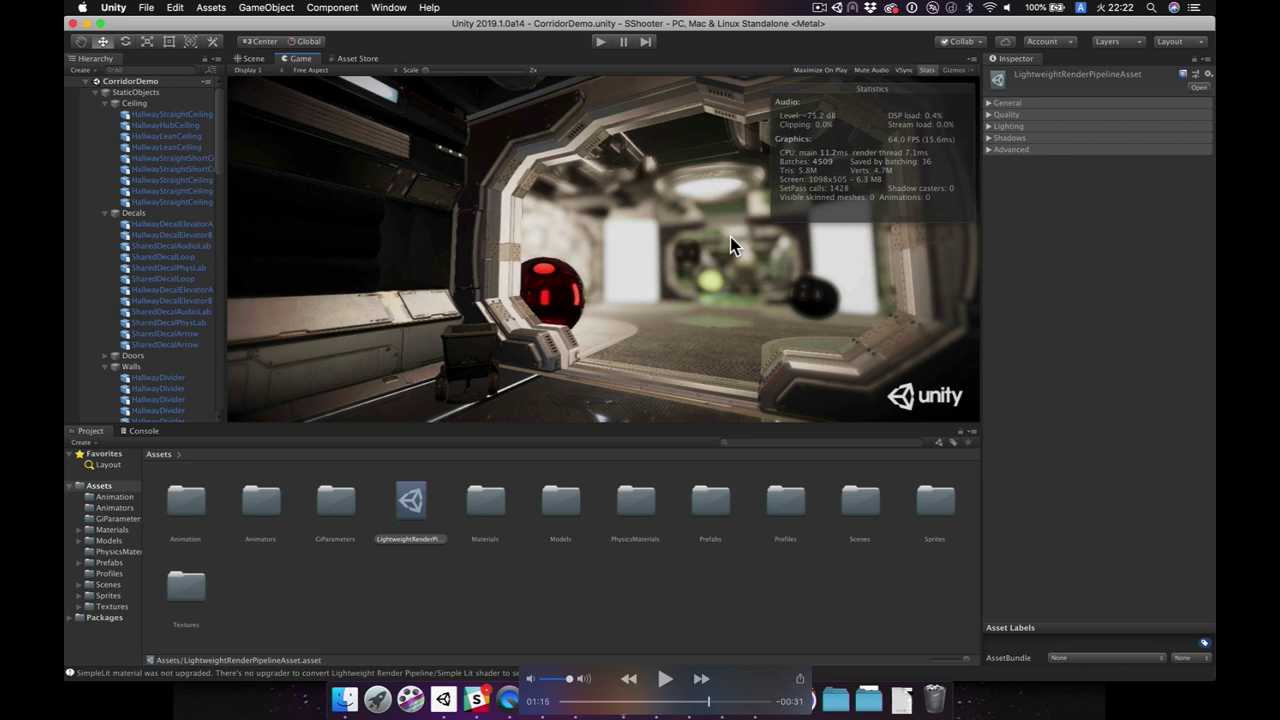 Unity File Edit Assets GameObject Component Window Help
100% 火 22:22
Unity 2019.1.0a14 - CorridorDemo.unity - SShooter - PC, Mac & Linux Standalone <Metal>
Center Global
Collab Account Layers Layout
Hierarchy
Create All
Scene Game Asset Store
Display 1 Free Aspect Scale 2x
Maximize On Play Mute Audio VSync Stats Gizmos
Inspector
LightweightRenderPipelineAsset
Open
General
Quality
Lighting
Shadows
Advanced
CorridorDemo
StaticObjects
Ceiling
HallwayStraightCeiling
HallwayHubCeiling
HallwayLeanCeiling
HallwayLeanCeiling
HallwayStraightShortC
HallwayStraightShortC
HallwayStraightCeiling
HallwayStraightCeiling
HallwayStraightCeiling
Decals
HallwayDecalElevatorA
HallwayDecalElevatorB
SharedDecalAudioLab
SharedDecalLoop
SharedDecalPhysLab
SharedDecalLoop
HallwayDecalElevatorA
HallwayDecalElevatorB
SharedDecalAudioLab
SharedDecalPhysLab
SharedDecalArrow
SharedDecalArrow
Doors
Walls
HallwayDivider
HallwayDivider
HallwayDivider
HallwayDivider
HallwayDivider
Statistics
Audio:
Level: -75.2 dB DSP load: 0.4%
Clipping: 0.0% Stream load: 0.0%
Graphics: 64.0 FPS (15.6ms)
CPU: main 11.2ms render thread 7.1ms
Batches: 4509 Saved by batching: 36
Tris: 5.8M Verts: 4.7M
Screen: 1098x505 - 6.3 MB
SetPass calls: 1428 Shadow casters: 0
Visible skinned meshes: 0 Animations: 0
unity
Project Console
Create
Favorites
Layout
Assets
Animation
Animators
GiParameter
Materials
Models
PhysicsMater
Prefabs
Profiles
Scenes
Sprites
Textures
Packages
Assets
Animation Animators GiParameters LightweightRenderPi... Materials Models PhysicsMaterials Prefabs Profiles Scenes Sprites
Textures
Assets/LightweightRenderPipelineAsset.asset
Asset Labels
AssetBundle None None
SimpleLit material was not upgraded. There's no upgrader to convert Lightweight Render Pipeline/Simple Lit shader to se
01:15 -00:31